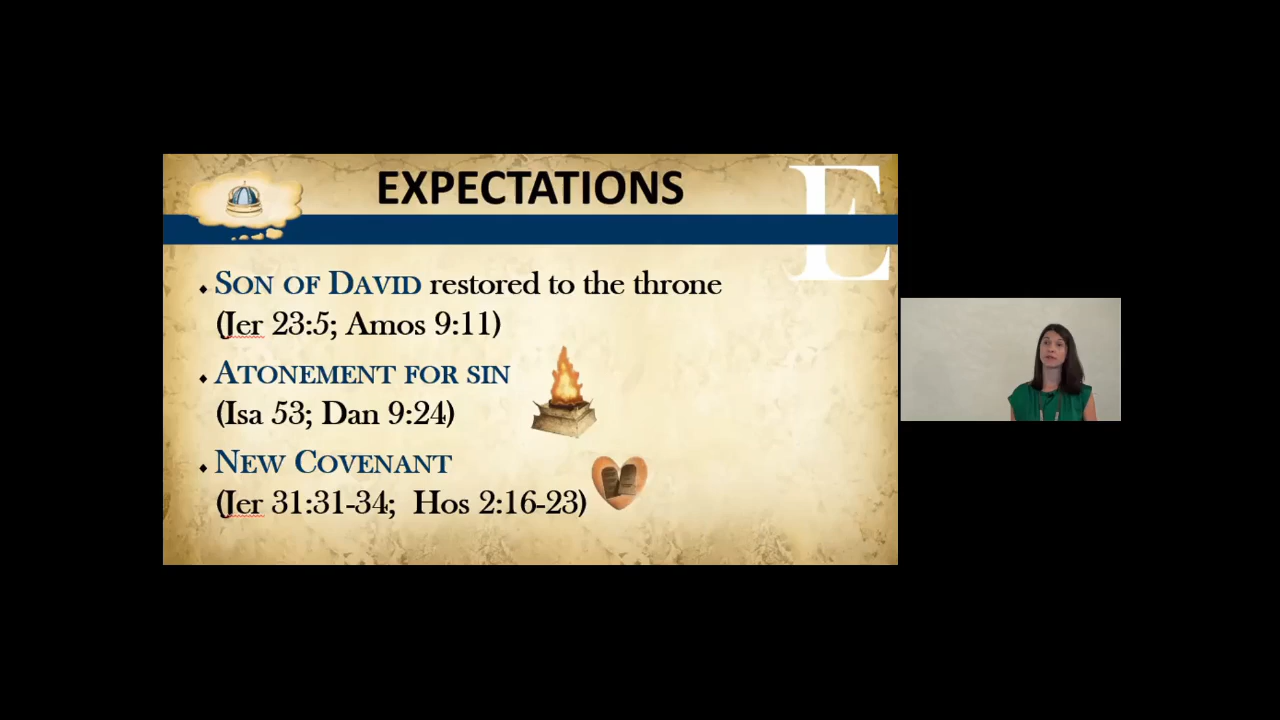 EXPECTATIONS
E
SON OF DAVID restored to the throne
(Jer 23:5; Amos 9:11)
ATONEMENT FOR SIN
(Isa 53; Dan 9:24)
NEW COVENANT
(Jer 31:31-34; Hos 2:16-23)